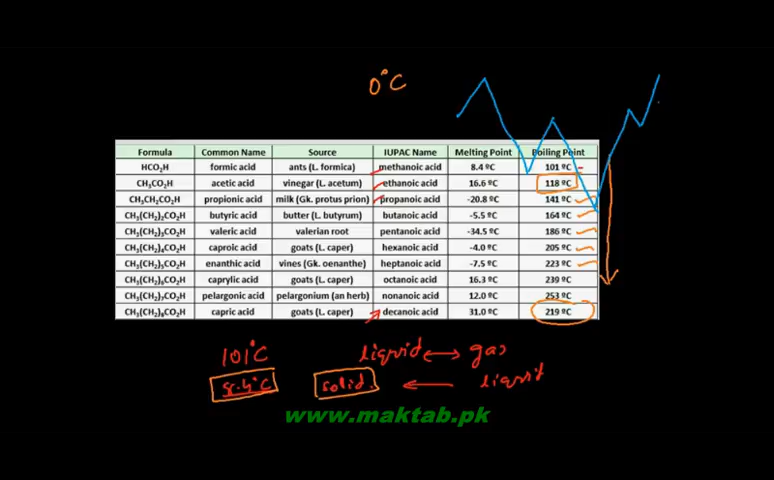 0°C
Formula Common Name Source IUPAC Name Melting Point Boiling Point
HCO₂H formic acid ants (L. formica) methanoic acid 8.4 ºC 101 ºC
CH₃CO₂H acetic acid vinegar (L. acetum) ethanoic acid 16.6 ºC 118 ºC
CH₃CH₂CO₂H propionic acid milk (Gk. protus prion) propanoic acid -20.8 ºC 141 ºC
CH₃(CH₂)₂CO₂H butyric acid butter (L. butyrum) butanoic acid -5.5 ºC 164 ºC
CH₃(CH₂)₃CO₂H valeric acid valerian root pentanoic acid -34.5 ºC 186 ºC
CH₃(CH₂)₄CO₂H caproic acid goats (L. caper) hexanoic acid -4.0 ºC 205 ºC
CH₃(CH₂)₅CO₂H enanthic acid vines (Gk. oenanthe) heptanoic acid -7.5 ºC 223 ºC
CH₃(CH₂)₆CO₂H caprylic acid goats (L. caper) octanoic acid 16.3 ºC 239 ºC
CH₃(CH₂)₇CO₂H pelargonic acid pelargonium (an herb) nonanoic acid 12.0 ºC 253 ºC
CH₃(CH₂)₈CO₂H capric acid goats (L. caper) decanoic acid 31.0 ºC 219 ºC
101°C liquid ↔ gas
8.4°C solid ← liquid
www.maktab.pk